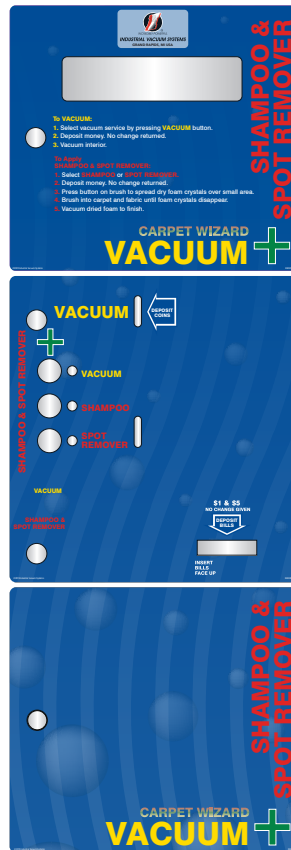 INDUSTRIAL VACUUM SYSTEMS
GRAND RAPIDS, MI USA
SHAMPOO &
SPOT REMOVER
To VACUUM:
1. Select vacuum service by pressing VACUUM button.
2. Deposit money. No change returned.
3. Vacuum interior.
To Apply
SHAMPOO & SPOT REMOVER:
1. Select SHAMPOO or SPOT REMOVER.
2. Deposit money. No change returned.
3. Press button on brush to spread dry foam crystals over small area.
4. Brush into carpet and fabric until foam crystals disappear.
5. Vacuum dried foam to finish.
CARPET WIZARD
VACUUM
VACUUM
DEPOSIT
COINS
SHAMPOO & SPOT REMOVER
VACUUM
SHAMPOO
SPOT
REMOVER
VACUUM
SHAMPOO &
SPOT REMOVER
$1 & $5
NO CHANGE GIVEN
DEPOSIT
BILLS
INSERT
BILLS
FACE UP
SHAMPOO &
SPOT REMOVER
CARPET WIZARD
VACUUM